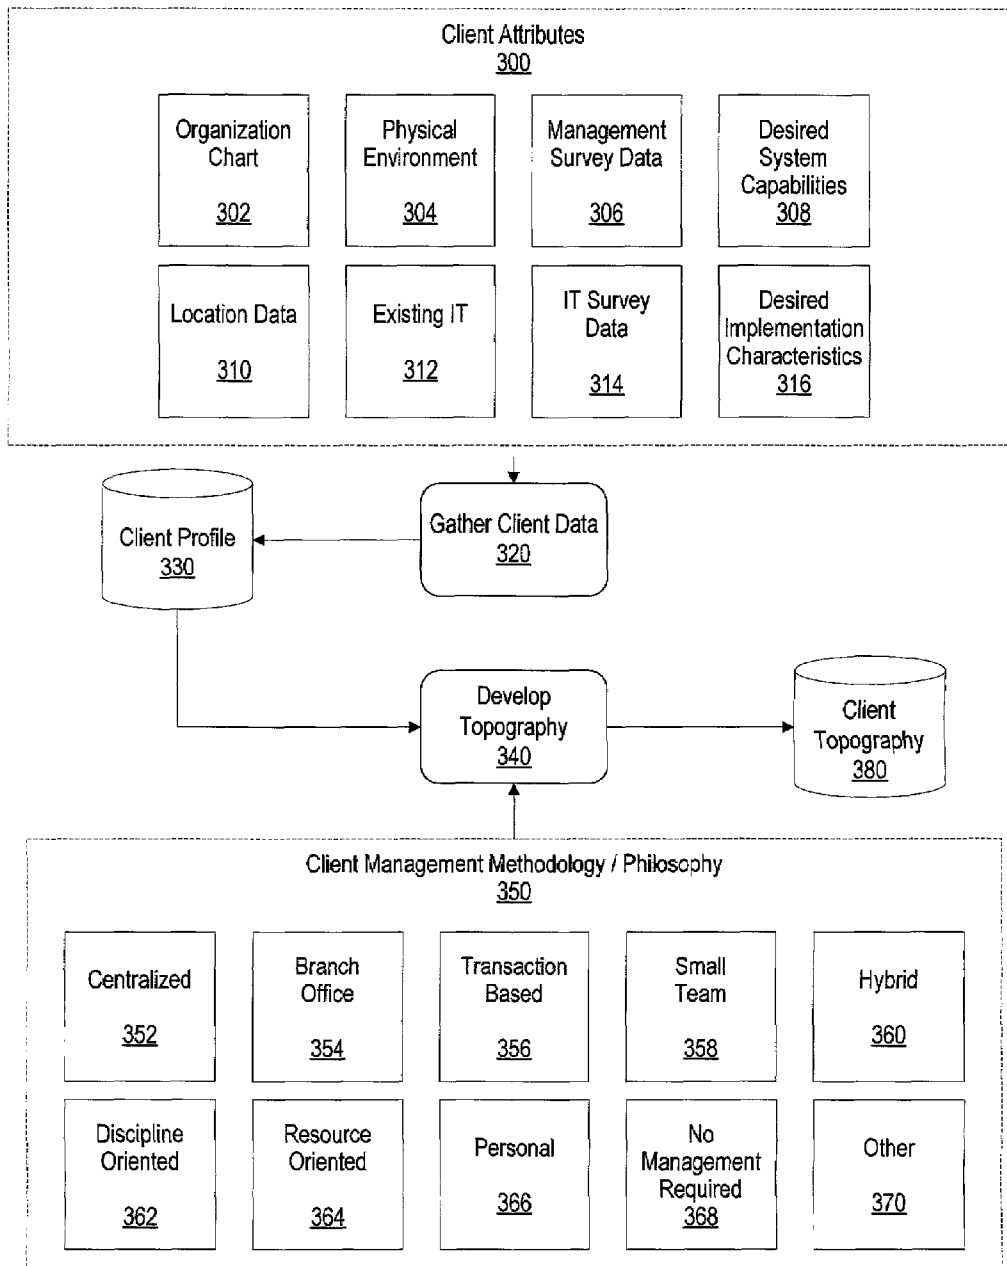 Client Attributes
300
Organization
Chart
302
Physical
Environment
304
Management
Survey Data
306
Desired
System
Capabilities
308
Location Data
310
Existing IT
312
IT Survey
Data
314
Desired
Implementation
Characteristics
316
Gather Client Data
320
Client Profile
330
Develop
Topography
340
Client
Topography
380
Client Management Methodology / Philosophy
350
Centralized
352
Branch
Office
354
Transaction
Based
356
Small
Team
358
Hybrid
360
Discipline
Oriented
362
Resource
Oriented
364
Personal
366
No
Management
Required
368
Other
370